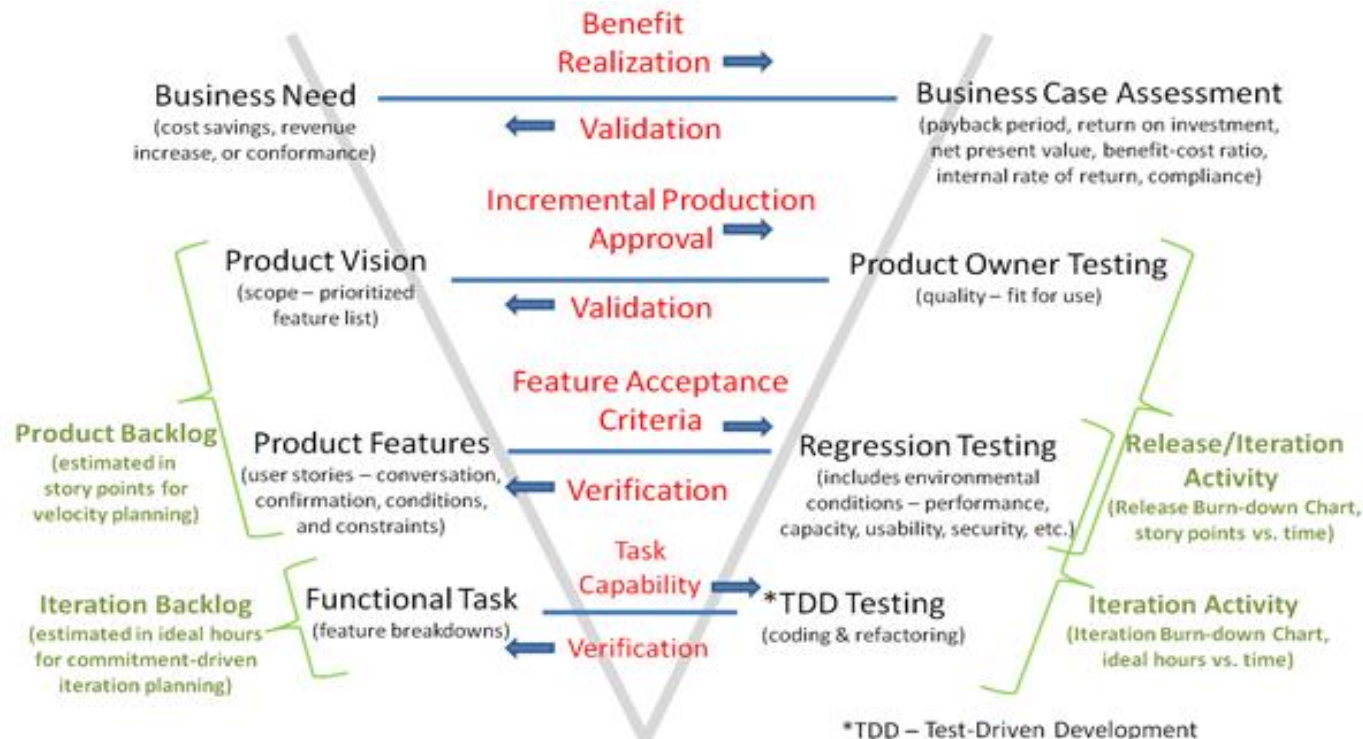 Benefit
Realization
Business Need
(cost savings, revenue
increase, or conformance)
Validation
Business Case Assessment
(payback period, return on investment,
net present value, benefit-cost ratio,
internal rate of return, compliance)
Incremental Production
Approval
Product Vision
(scope – prioritized
feature list)
Validation
Product Owner Testing
(quality – fit for use)
Feature Acceptance
Criteria
Product Backlog
(estimated in
story points for
velocity planning)
Product Features
(user stories – conversation,
confirmation, conditions,
and constraints)
Verification
Regression Testing
(includes environmental
conditions – performance,
capacity, usability, security, etc.)
Release/Iteration
Activity
(Release Burn-down Chart,
story points vs. time)
Task
Capability
Iteration Backlog
(estimated in ideal hours
for commitment-driven
iteration planning)
Functional Task
(feature breakdowns)
Verification
*TDD Testing
(coding & refactoring)
Iteration Activity
(Iteration Burn-down Chart,
ideal hours vs. time)
*TDD – Test-Driven Development